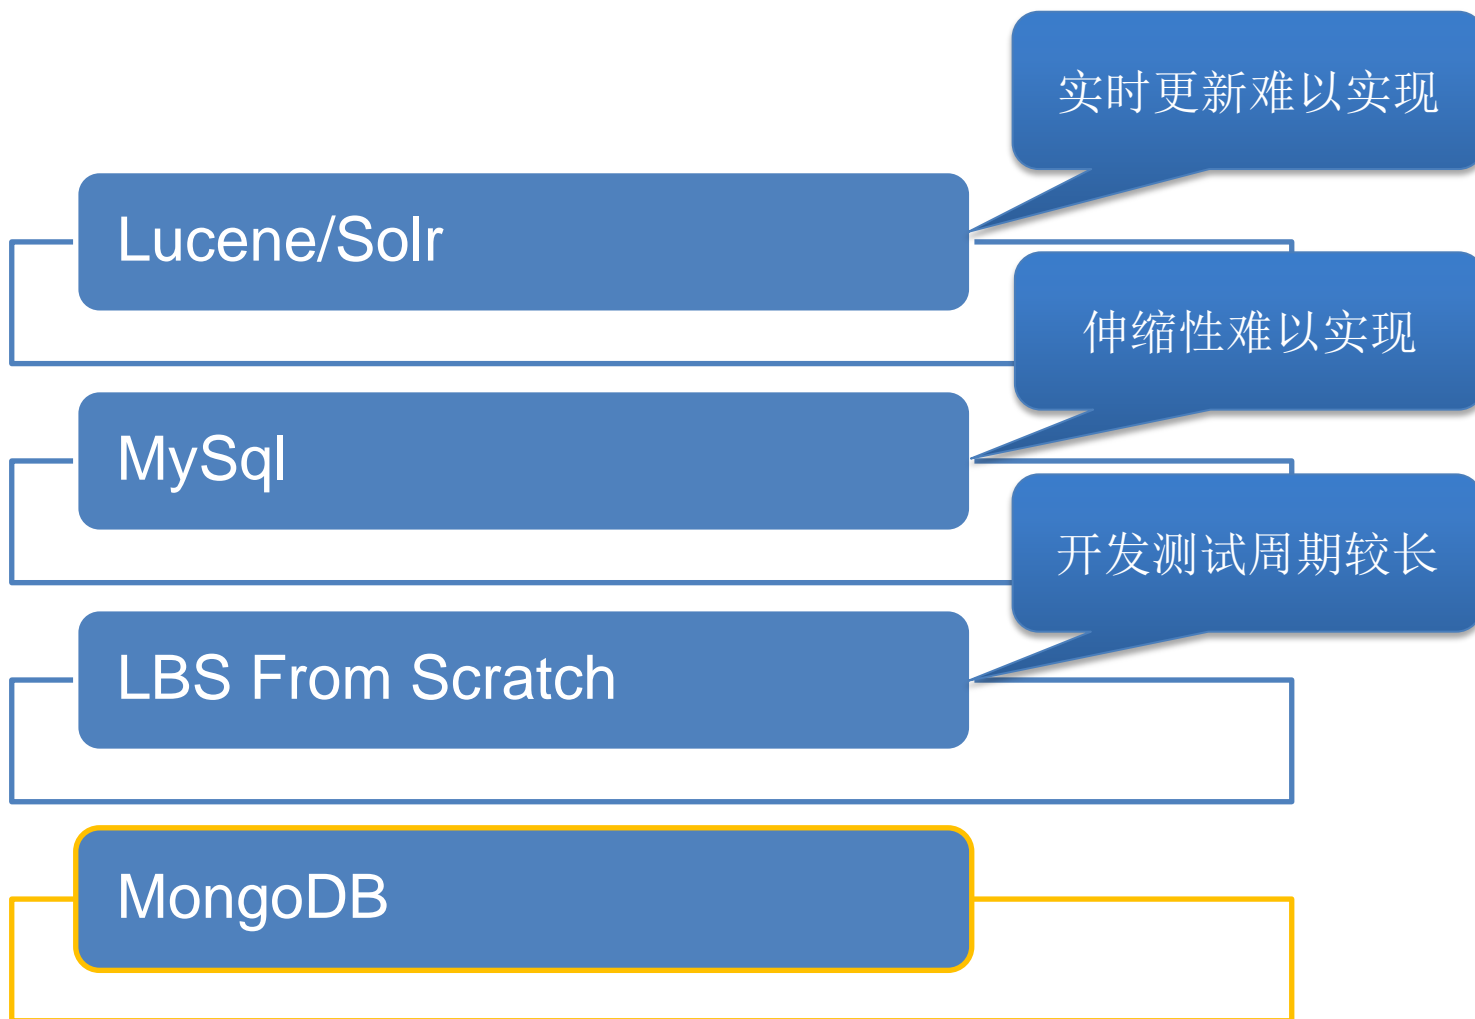 实时更新难以实现
Lucene/Solr
伸缩性难以实现
MySql
开发测试周期较长
LBS From Scratch
MongoDB